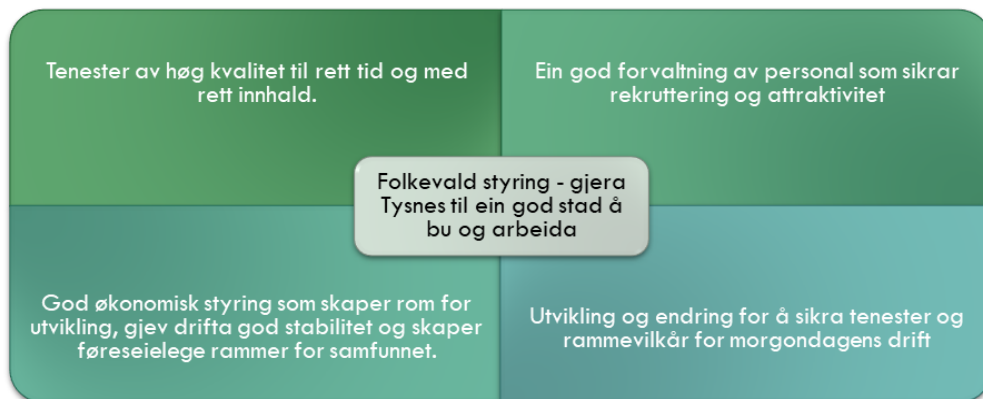 Tenester av høg kvalitet til rett tid og med
rett innhald.
Ein god forvaltning av personal som sikrar
rekruttering og attraktivitet
Folkevald styring - gjera
Tysnes til ein god stad å
bu og arbeida
God økonomisk styring som skaper rom for
utvikling, gjev drifta god stabilitet og skaper
føreseielege rammer for samfunnet.
Utvikling og endring for å sikra tenester og
rammevilkår for morgondagens drift